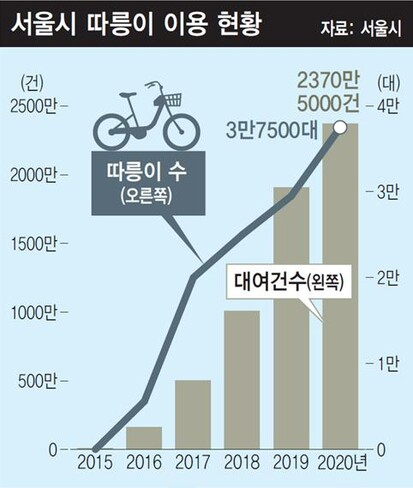 서울시 따릉이 이용 현황
자료: 서울시
(건)
(대)
2500만
2000만
1500만
1000만
500만
0
4만
3만
2만
1만
0
2370만
5000건
3만7500대
따릉이 수
(오른쪽)
대여건수(왼쪽)
2015 2016 2017 2018 2019 2020년